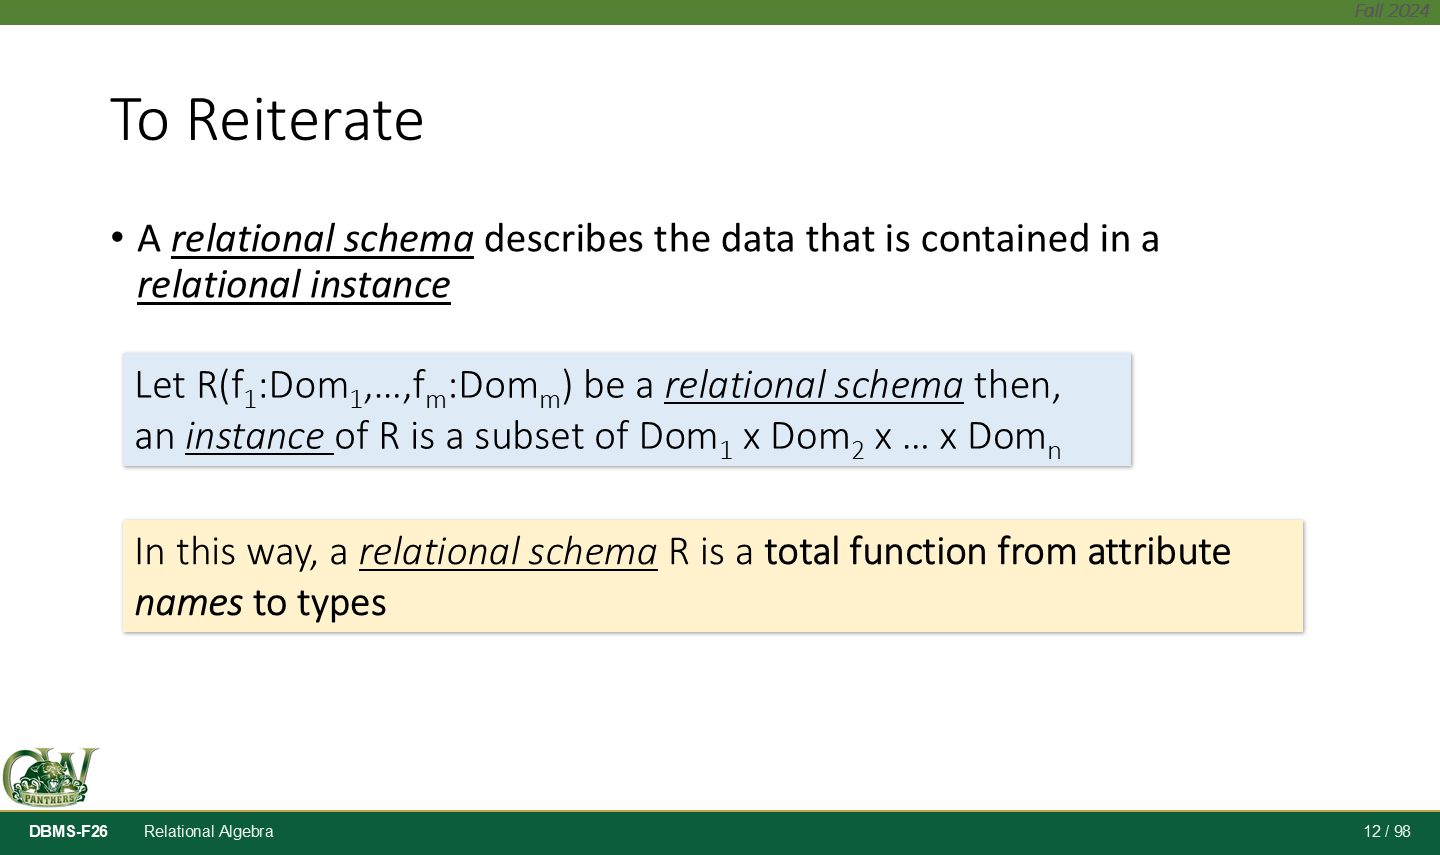 Fall 2024
To Reiterate
• A relational schema describes the data that is contained in a
relational instance
Let R(f₁:Dom₁,…,fₘ:Domₘ) be a relational schema then,
an instance of R is a subset of Dom₁ x Dom₂ x … x Domₙ
In this way, a relational schema R is a total function from attribute
names to types
OW
PANTHERS
DBMS-F26 Relational Algebra 12 / 98